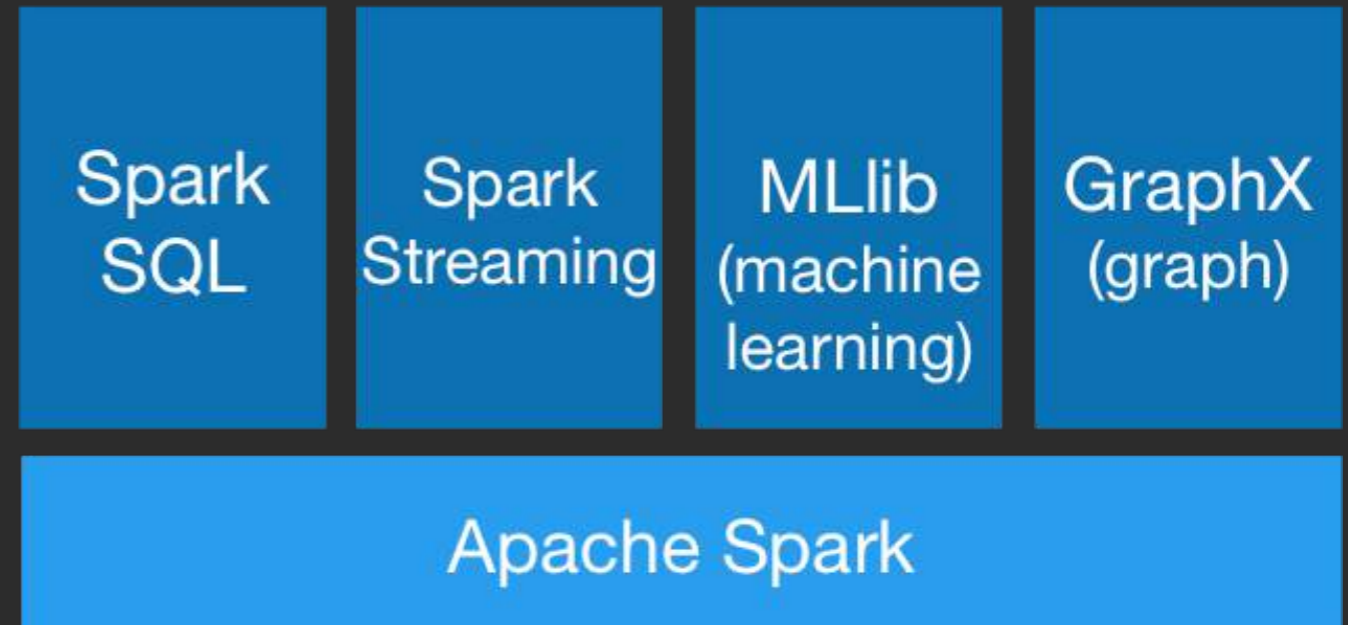 Spark
SQL
Spark
Streaming
MLlib
(machine
learning)
GraphX
(graph)
Apache Spark